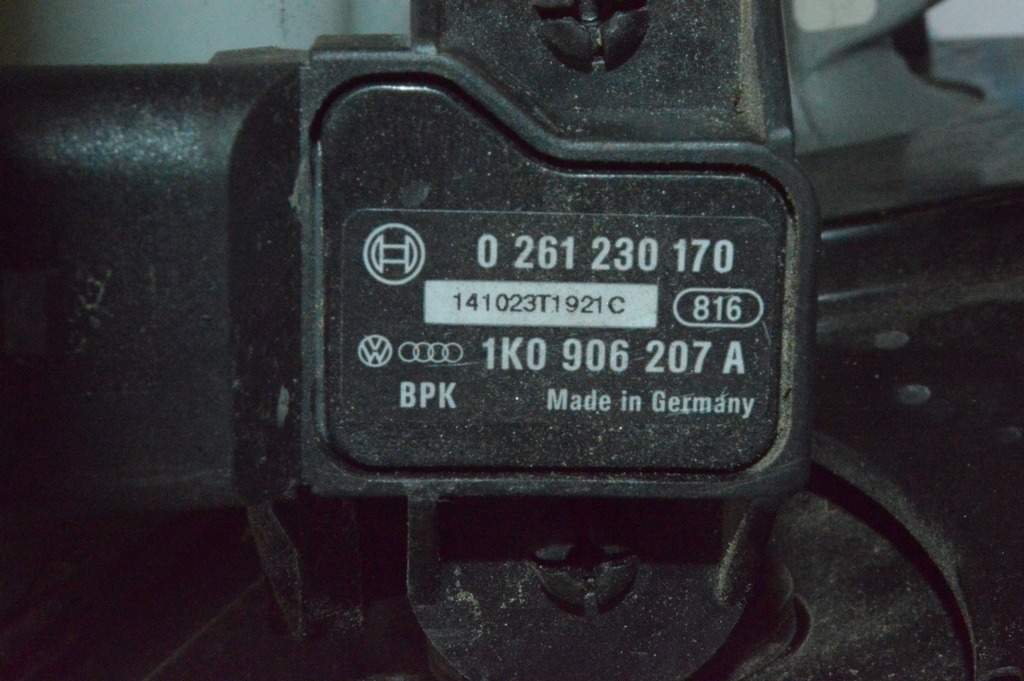 0 261 230 170
141023T1921C 816
1K0 906 207 A
BPK Made in Germany